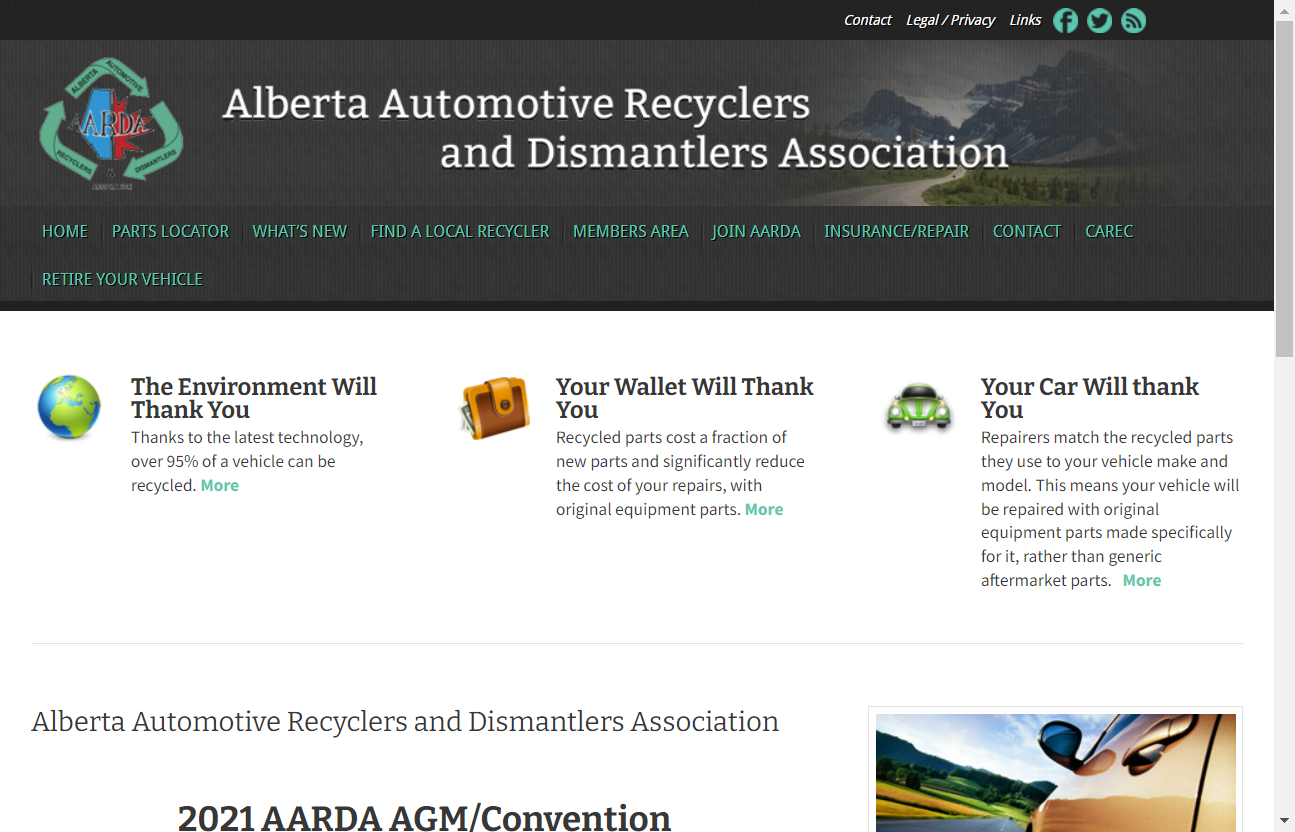 Contact Legal / Privacy Links
ALBERTA AUTOMOTIVE
AARDA
RECYCLERS & DISMANTLERS
ASSOCIATION
Alberta Automotive Recyclers
and Dismantlers Association
HOME PARTS LOCATOR WHAT'S NEW FIND A LOCAL RECYCLER MEMBERS AREA JOIN AARDA INSURANCE/REPAIR CONTACT CAREC
RETIRE YOUR VEHICLE
The Environment Will
Thank You
Thanks to the latest technology,
over 95% of a vehicle can be
recycled. More
Your Wallet Will Thank
You
Recycled parts cost a fraction of
new parts and significantly reduce
the cost of your repairs, with
original equipment parts. More
Your Car Will thank
You
Repairers match the recycled parts
they use to your vehicle make and
model. This means your vehicle will
be repaired with original
equipment parts made specifically
for it, rather than generic
aftermarket parts. More
Alberta Automotive Recyclers and Dismantlers Association
2021 AARDA AGM/Convention